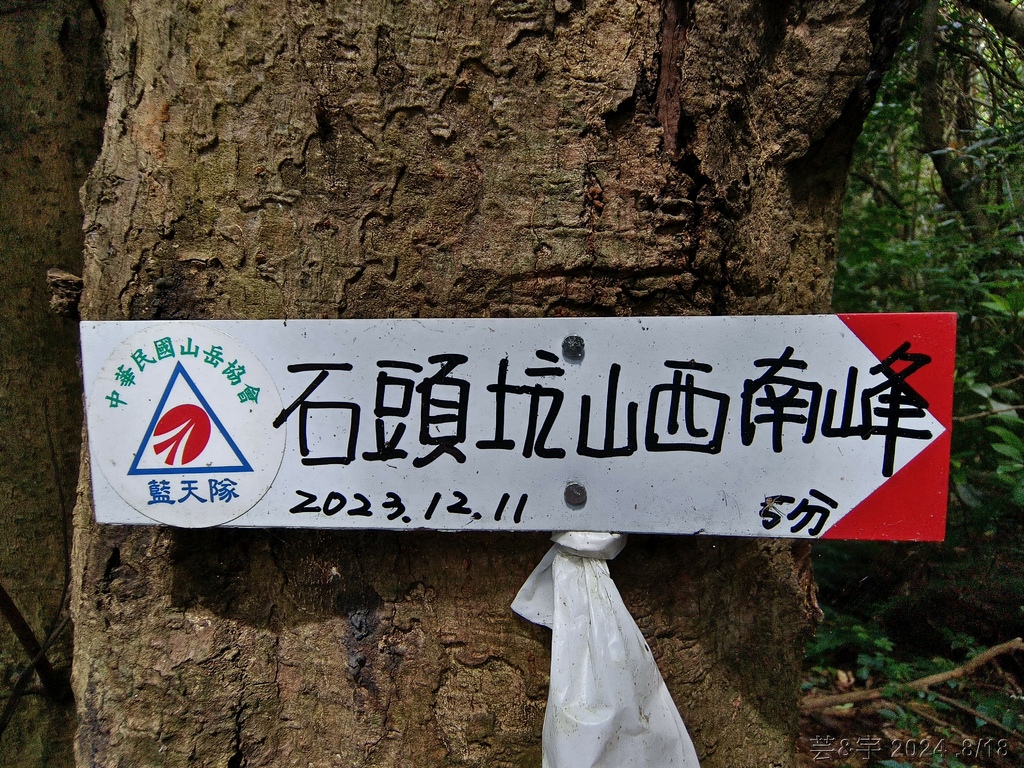 中華民國山岳協會
藍天隊
石頭坑山西南峰
2023.12.11
5分
芸&宇 2024 .8/18